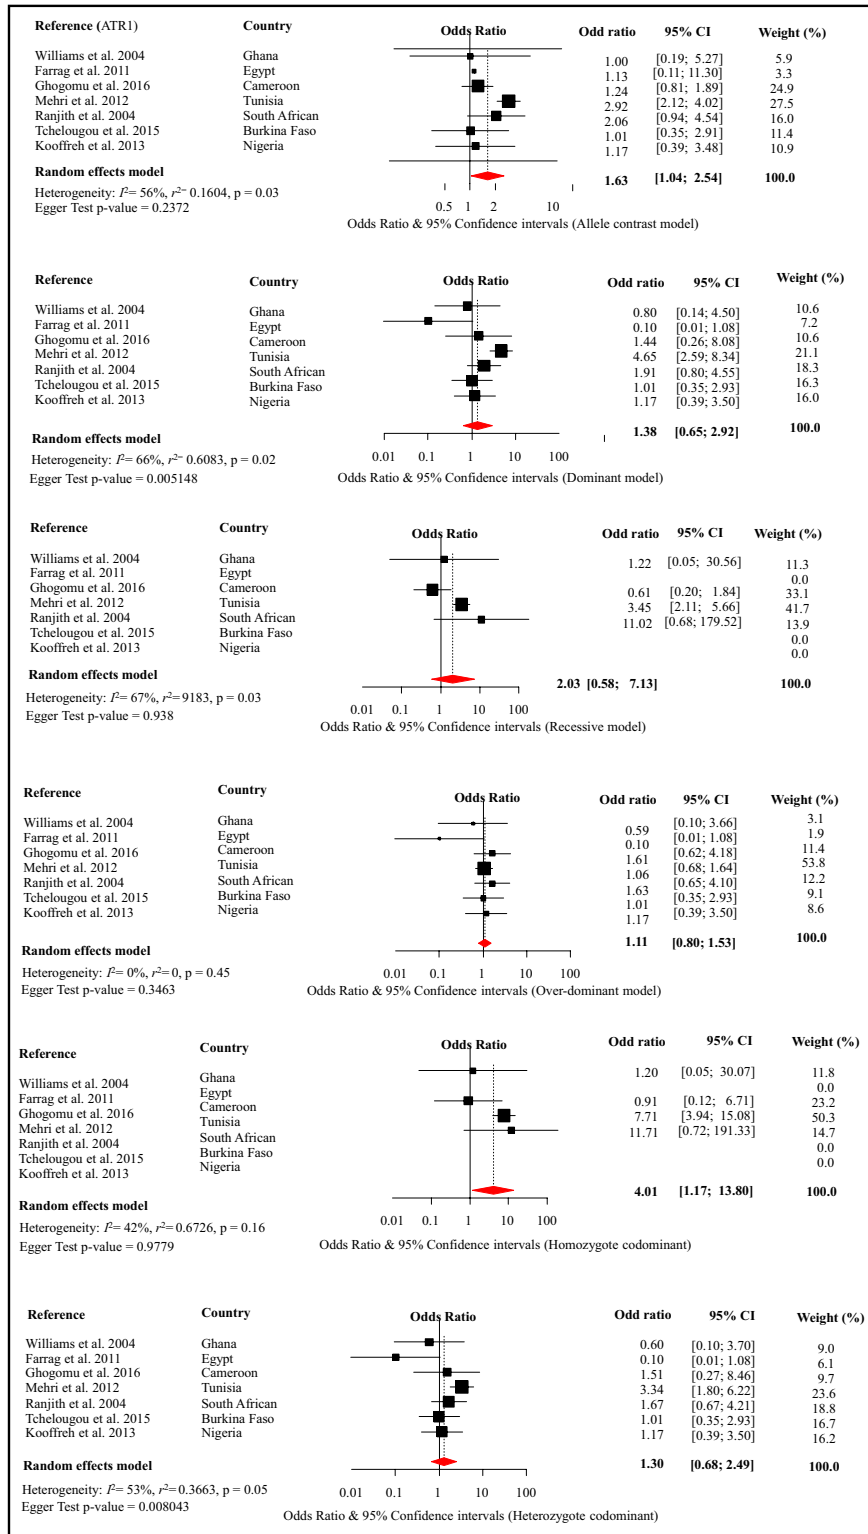 Reference (ATR1) Country Odds Ratio Odd ratio 95% CI Weight (%)
Williams et al. 2004 Ghana 1.00 [0.19; 5.27] 5.9
Farrag et al. 2011 Egypt 1.13 [0.11; 11.30] 3.3
Ghogomu et al. 2016 Cameroon 1.24 [0.81; 1.89] 24.9
Mehri et al. 2012 Tunisia 2.92 [2.12; 4.02] 27.5
Ranjith et al. 2004 South African 2.06 [0.94; 4.54] 16.0
Tchelougou et al. 2015 Burkina Faso 1.01 [0.35; 2.91] 11.4
Kooffreh et al. 2013 Nigeria 1.17 [0.39; 3.48] 10.9
Random effects model 1.63 [1.04; 2.54] 100.0
Heterogeneity: I²= 56%, r²= 0.1604, p = 0.03
Egger Test p-value = 0.2372
0.5 1 2 10
Odds Ratio & 95% Confidence intervals (Allele contrast model)
Reference Country Odds Ratio Odd ratio 95% CI Weight (%)
Williams et al. 2004 Ghana 0.80 [0.14; 4.50] 10.6
Farrag et al. 2011 Egypt 0.10 [0.01; 1.08] 7.2
Ghogomu et al. 2016 Cameroon 1.44 [0.26; 8.08] 10.6
Mehri et al. 2012 Tunisia 4.65 [2.59; 8.34] 21.1
Ranjith et al. 2004 South African 1.91 [0.80; 4.55] 18.3
Tchelougou et al. 2015 Burkina Faso 1.01 [0.35; 2.93] 16.3
Kooffreh et al. 2013 Nigeria 1.17 [0.39; 3.50] 16.0
Random effects model 1.38 [0.65; 2.92] 100.0
Heterogeneity: I²= 66%, r²= 0.6083, p = 0.02
0.01 0.1 1 10 100
Egger Test p-value = 0.005148
Odds Ratio & 95% Confidence intervals (Dominant model)
Reference Country Odds Ratio Odd ratio 95% CI Weight (%)
Williams et al. 2004 Ghana 1.22 [0.05; 30.56] 11.3
Farrag et al. 2011 Egypt 0.0
Ghogomu et al. 2016 Cameroon 0.61 [0.20; 1.84] 33.1
Mehri et al. 2012 Tunisia 3.45 [2.11; 5.66] 41.7
Ranjith et al. 2004 South African 11.02 [0.68; 179.52] 13.9
Tchelougou et al. 2015 Burkina Faso 0.0
Kooffreh et al. 2013 Nigeria 0.0
Random effects model 2.03 [0.58; 7.13] 100.0
Heterogeneity: I²= 67%, r²= 9183, p = 0.03
0.01 0.1 1 10 100
Egger Test p-value = 0.938
Odds Ratio & 95% Confidence intervals (Recessive model)
Reference Country Odds Ratio Odd ratio 95% CI Weight (%)
Williams et al. 2004 Ghana 0.59 [0.10; 3.66] 3.1
Farrag et al. 2011 Egypt 0.10 [0.01; 1.08] 1.9
Ghogomu et al. 2016 Cameroon 1.61 [0.62; 4.18] 11.4
Mehri et al. 2012 Tunisia 1.06 [0.68; 1.64] 53.8
Ranjith et al. 2004 South African 1.63 [0.65; 4.10] 12.2
Tchelougou et al. 2015 Burkina Faso 1.01 [0.35; 2.93] 9.1
Kooffreh et al. 2013 Nigeria 1.17 [0.39; 3.50] 8.6
Random effects model 1.11 [0.80; 1.53] 100.0
Heterogeneity: I²= 0%, r²= 0, p = 0.45
0.01 0.1 1 10 100
Egger Test p-value = 0.3463
Odds Ratio & 95% Confidence intervals (Over-dominant model)
Reference Country Odds Ratio Odd ratio 95% CI Weight (%)
Williams et al. 2004 Ghana 1.20 [0.05; 30.07] 11.8
Farrag et al. 2011 Egypt 0.0
Ghogomu et al. 2016 Cameroon 0.91 [0.12; 6.71] 23.2
Mehri et al. 2012 Tunisia 7.71 [3.94; 15.08] 50.3
Ranjith et al. 2004 South African 11.71 [0.72; 191.33] 14.7
Tchelougou et al. 2015 Burkina Faso 0.0
Kooffreh et al. 2013 Nigeria 0.0
Random effects model 4.01 [1.17; 13.80] 100.0
Heterogeneity: I²= 42%, r²= 0.6726, p = 0.16
0.01 0.1 1 10 100
Egger Test p-value = 0.9779
Odds Ratio & 95% Confidence intervals (Homozygote codominant)
Reference Country Odds Ratio Odd ratio 95% CI Weight (%)
Williams et al. 2004 Ghana 0.60 [0.10; 3.70] 9.0
Farrag et al. 2011 Egypt 0.10 [0.01; 1.08] 6.1
Ghogomu et al. 2016 Cameroon 1.51 [0.27; 8.46] 9.7
Mehri et al. 2012 Tunisia 3.34 [1.80; 6.22] 23.6
Ranjith et al. 2004 South African 1.67 [0.67; 4.21] 18.8
Tchelougou et al. 2015 Burkina Faso 1.01 [0.35; 2.93] 16.7
Kooffreh et al. 2013 Nigeria 1.17 [0.39; 3.50] 16.2
Random effects model 1.30 [0.68; 2.49] 100.0
Heterogeneity: I²= 53%, r²= 0.3663, p = 0.05
0.01 0.1 1 10 100
Egger Test p-value = 0.008043
Odds Ratio & 95% Confidence intervals (Heterozygote codominant)